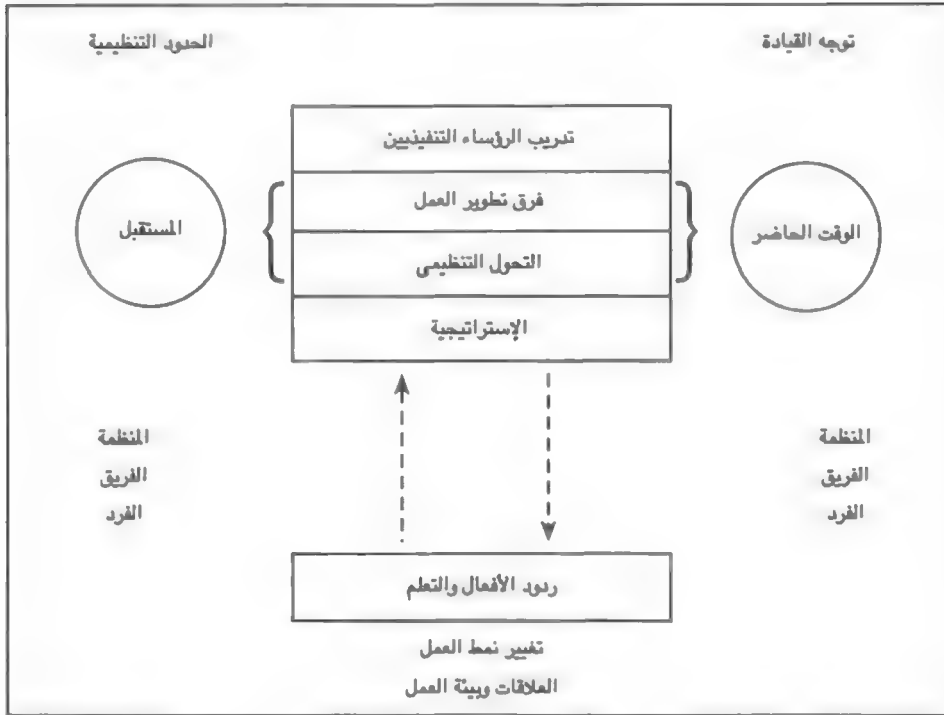 توجه القيادة
الحدود التنظيمية
تدريب الرؤساء التنفيذيين
فرق تطوير العمل
التحول التنظيمى
الإستراتيجية
الوقت الحاضر
المستقبل
المنظمة
الفريق
الفرد
المنظمة
الفريق
الفرد
ردود الأفعال والتعلم
تغيير نمط العمل
العلاقات وبيئة العمل